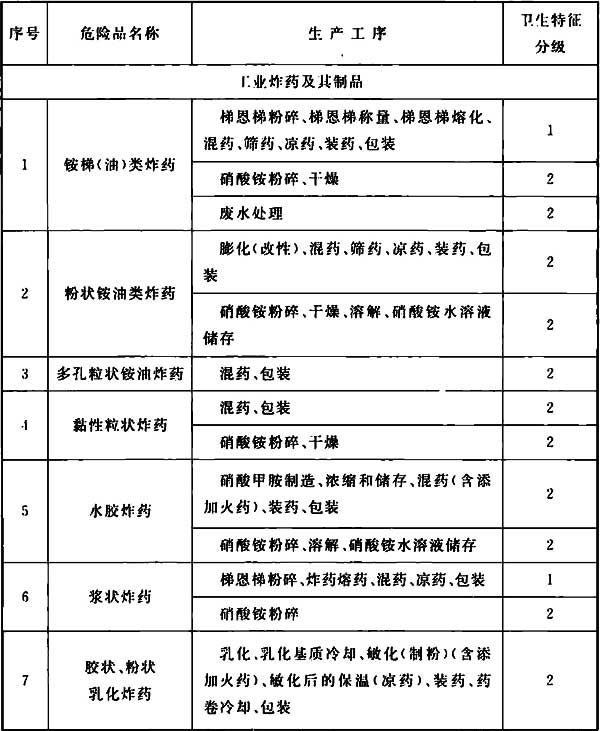 序号 危险品名称 生产工序 卫生特征
分级
工业炸药及其制品
1 铵梯(油)类炸药 梯恩梯粉碎、梯恩梯称量、梯恩梯熔化、
混药、筛药、凉药、装药、包装 1
硝酸铵粉碎、干燥 2
废水处理 2
2 粉状铵油类炸药 膨化(改性)、混药、筛药、凉药、装药、包
装 2
硝酸铵粉碎、干燥、溶解、硝酸铵水溶液
储存 2
3 多孔粒状铵油炸药 混药、包装 2
4 黏性粒状炸药 混药、包装 2
硝酸铵粉碎、干燥 2
5 水胶炸药 硝酸甲胺制造、浓缩和储存、混药(含添
加火药)、装药、包装 2
硝酸铵粉碎、溶解、硝酸铵水溶液储存 2
6 浆状炸药 梯恩梯粉碎、炸药熔药、混药、凉药、包装 1
硝酸铵粉碎 2
7 胶状、粉状
乳化炸药 乳化、乳化基质冷却、敏化(制粉)(含添
加火药)、敏化后的保温(凉药)、装药、药
卷冷却、包装 2